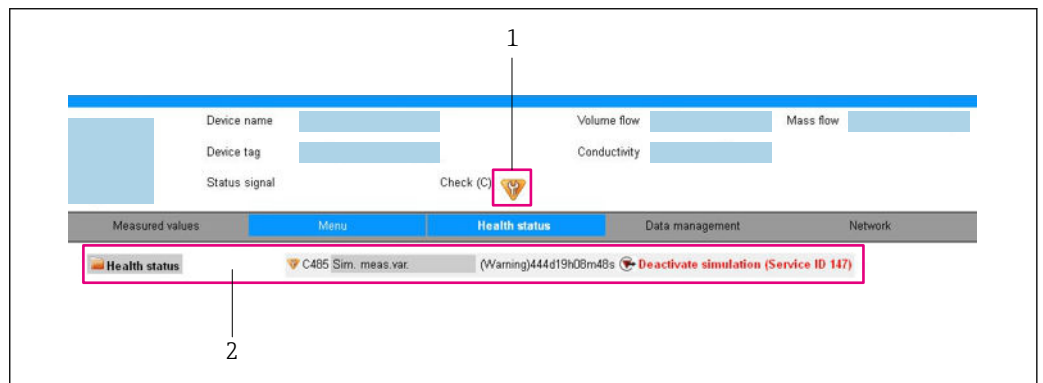 1
Device name Volume flow Mass flow
Device tag Conductivity
Status signal Check (C)
Measured values Menu Health status Data management Network
Health status C485 Sim. meas.var. (Warning)444d19h08m48s Deactivate simulation (Service ID 147)
2